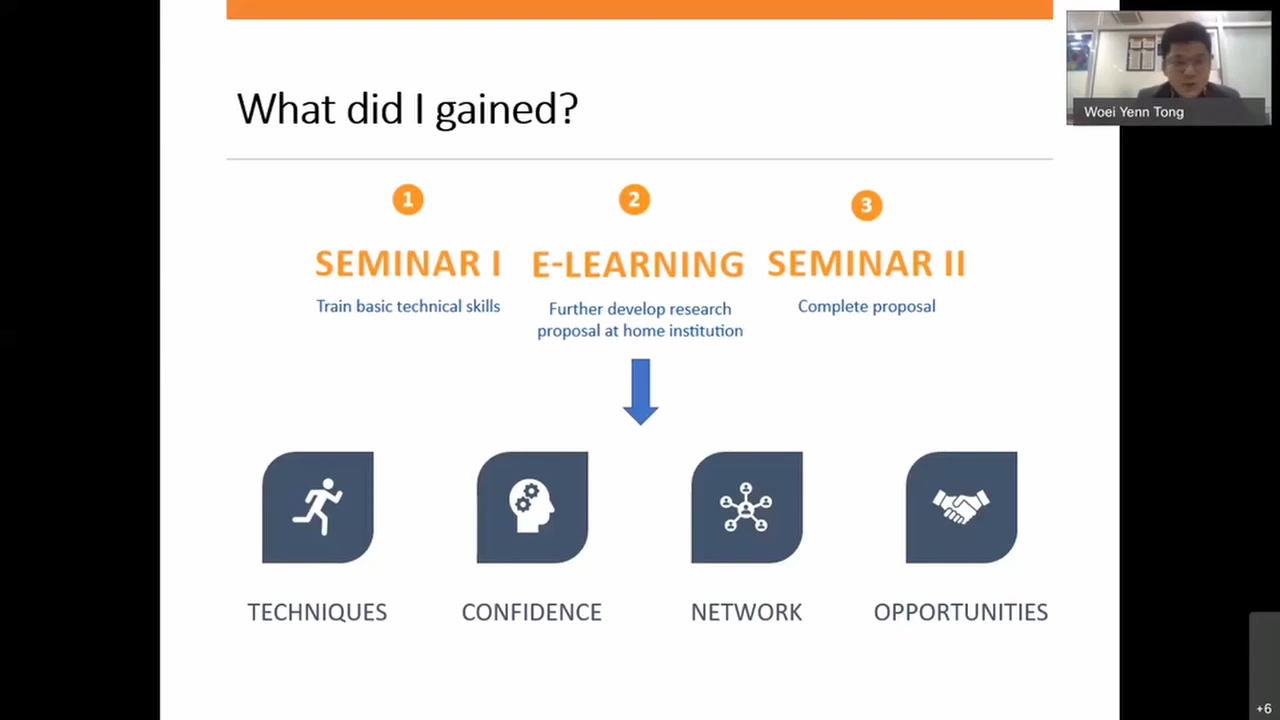 What did I gained?
Woei Yenn Tong
1
2
3
SEMINAR I
E-LEARNING
SEMINAR II
Train basic technical skills
Further develop research
proposal at home institution
Complete proposal
TECHNIQUES
CONFIDENCE
NETWORK
OPPORTUNITIES
+6